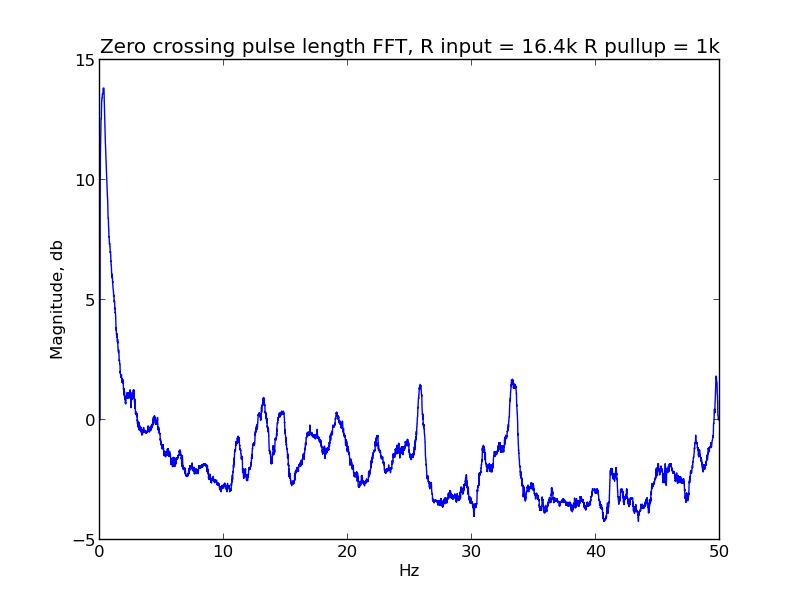 Zero crossing pulse length FFT, R input = 16.4k R pullup = 1k
15
10
5
0
−5
Magnitude, db
0 10 20 30 40 50
Hz